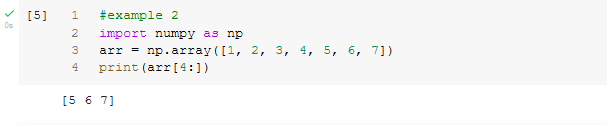 [5] 1 #example 2
0s 2 import numpy as np
3 arr = np.array([1, 2, 3, 4, 5, 6, 7])
4 print(arr[4:])
[5 6 7]